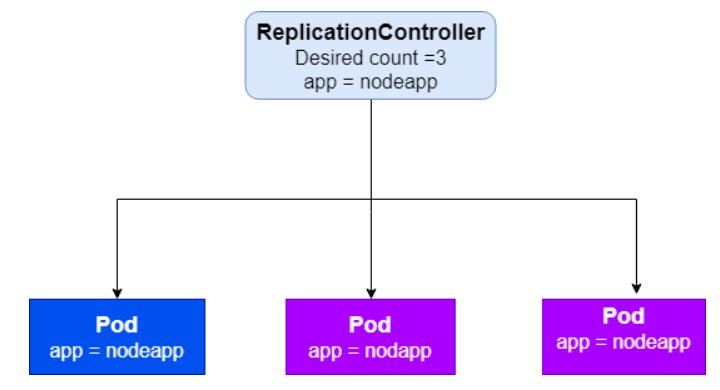 ReplicationController
Desired count =3
app = nodeapp
Pod
app = nodeapp
Pod
app = nodapp
Pod
app = nodeapp